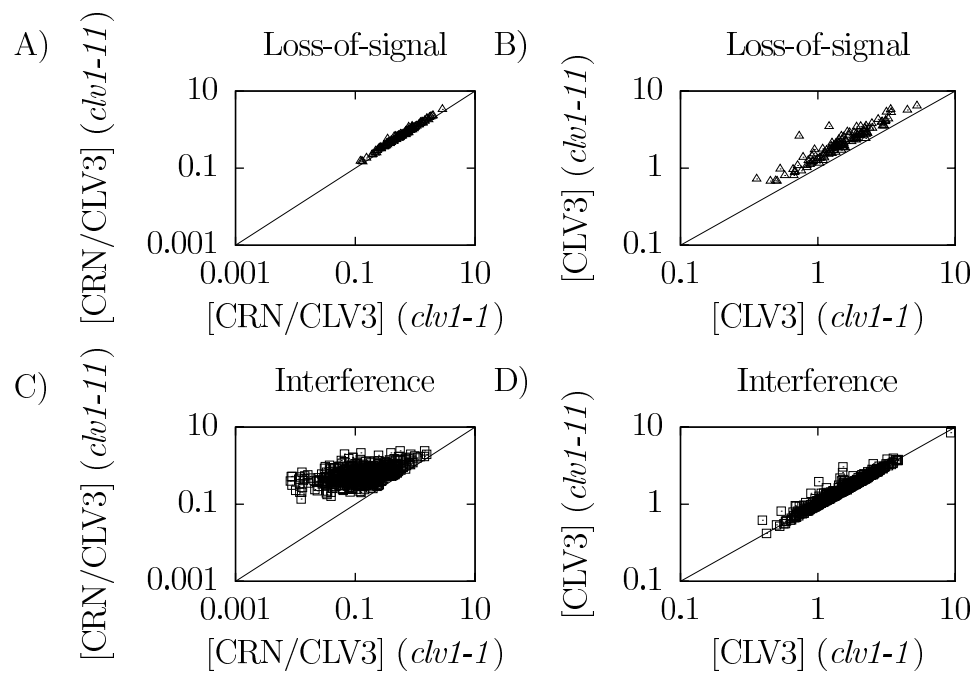 A)
Loss-of-signal
[CRN/CLV3] (clv1-11)
10
0.1
0.001
0.001 0.1 10
[CRN/CLV3] (clv1-1)
B)
Loss-of-signal
[CLV3] (clv1-11)
10
1
0.1
0.1 1 10
[CLV3] (clv1-1)
C)
Interference
[CRN/CLV3] (clv1-11)
10
0.1
0.001
0.001 0.1 10
[CRN/CLV3] (clv1-1)
D)
Interference
[CLV3] (clv1-11)
10
1
0.1
0.1 1 10
[CLV3] (clv1-1)